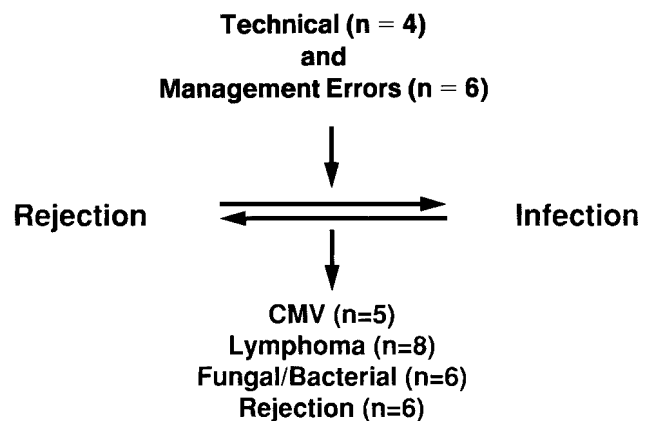 Technical (n = 4)
and
Management Errors (n = 6)
Rejection Infection
CMV (n=5)
Lymphoma (n=8)
Fungal/Bacterial (n=6)
Rejection (n=6)